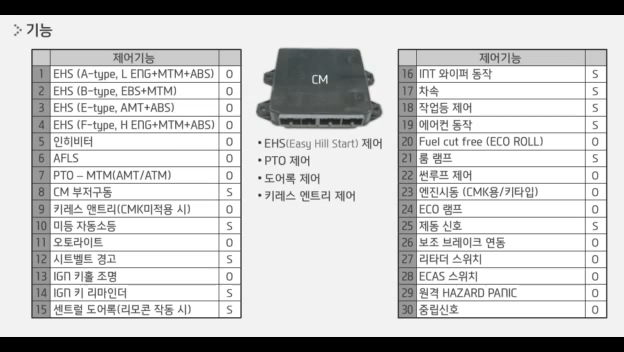 기능
제어기능
1 EHS (A-type, L ENG+MTM+ABS) O
2 EHS (B-type, EBS+MTM) O
3 EHS (E-type, AMT+ABS) O
4 EHS (F-type, H ENG+MTM+ABS) O
5 인히비터 O
6 AFLS O
7 PTO – MTM(AMT/ATM) O
8 CM 부저구동 S
9 키레스 앤트리(CMK미적용 시) O
10 미등 자동소등 S
11 오토라이트 O
12 시트벨트 경고 S
13 IGN 키홀 조명 O
14 IGN 키 리마인더 S
15 센트럴 도어록(리모콘 작동 시) S
CM
• EHS(Easy Hill Start) 제어
• PTO 제어
• 도어록 제어
• 키레스 엔트리 제어
제어기능
16 INT 와이퍼 동작 S
17 차속 S
18 작업등 제어 S
19 에어컨 동작 S
20 Fuel cut free (ECO ROLL) O
21 룸 램프 S
22 썬루프 제어 O
23 엔진시동 (CMK용/키타입) O
24 ECO 램프 O
25 제동 신호 S
26 보조 브레이크 연동 O
27 리타더 스위치 O
28 ECAS 스위치 O
29 원격 HAZARD PANIC O
30 중립신호 O